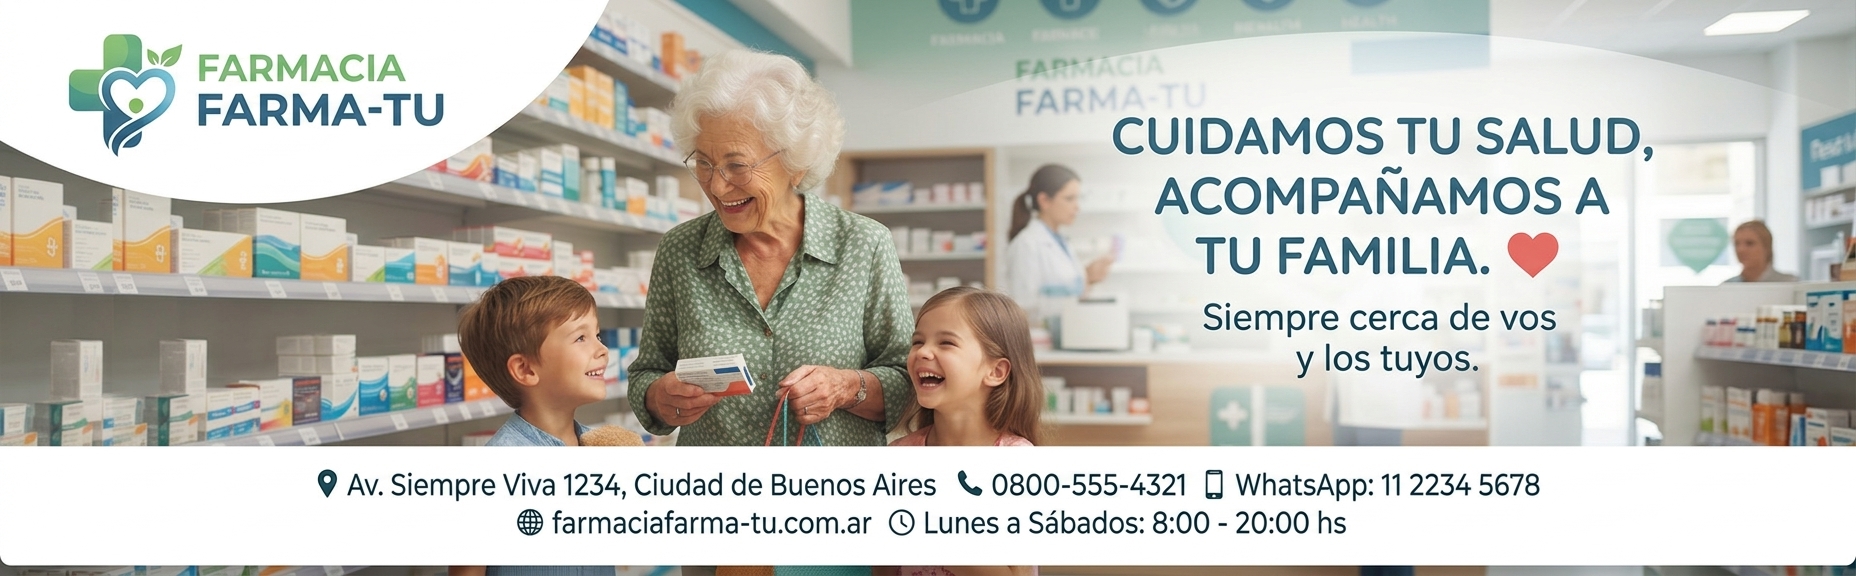 FARMACIA
FARMA-TU
FARMACIA
FARMA-TU
CUIDAMOS TU SALUD,
ACOMPAÑAMOS A
TU FAMILIA.
Siempre cerca de vos
y los tuyos.
Av. Siempre Viva 1234, Ciudad de Buenos Aires 0800-555-4321 WhatsApp: 11 2234 5678
farmaciafarma-tu.com.ar Lunes a Sábados: 8:00 - 20:00 hs